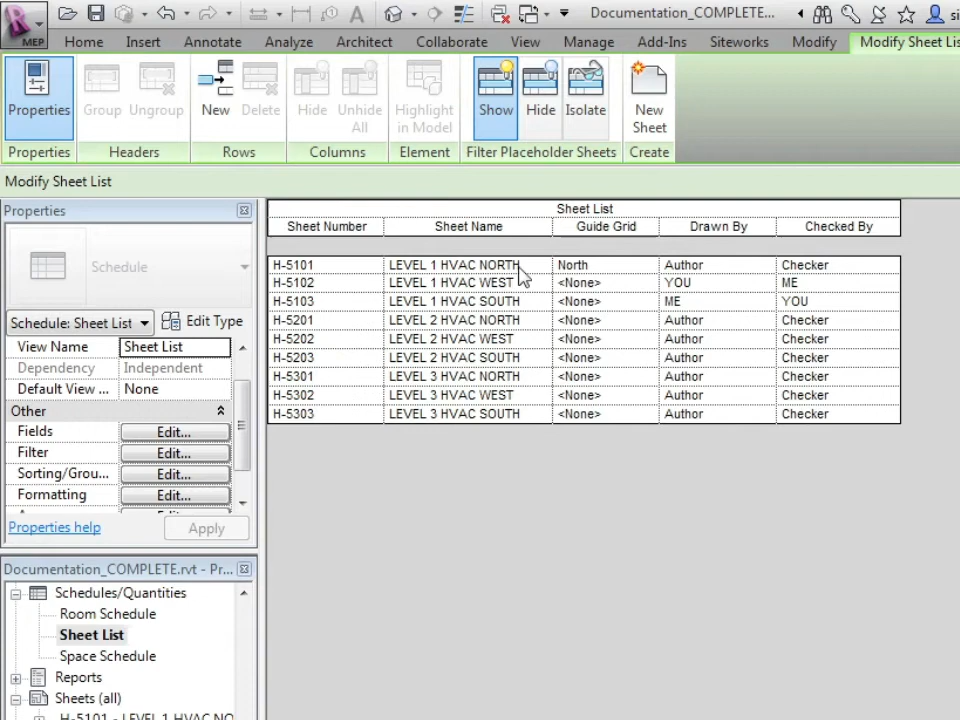 Documentation_COMPLETE...
MEP
Home Insert Annotate Analyze Architect Collaborate View Manage Add-Ins Siteworks Modify Modify Sheet Lis
Properties Group Ungroup New Delete Hide Unhide All Highlight in Model Show Hide Isolate New Sheet
Properties Headers Rows Columns Element Filter Placeholder Sheets Create
Modify Sheet List
Properties
Schedule
Schedule: Sheet List Edit Type
View Name Sheet List
Dependency Independent
Default View ... None
Other
Fields Edit...
Filter Edit...
Sorting/Grou... Edit...
Formatting Edit...
Properties help Apply
Documentation_COMPLETE.rvt - Pr...
Schedules/Quantities
Room Schedule
Sheet List
Space Schedule
Reports
Sheets (all)
H-5101 - LEVEL 1 HVAC NO
Sheet List
Sheet Number Sheet Name Guide Grid Drawn By Checked By
H-5101 LEVEL 1 HVAC NORTH North Author Checker
H-5102 LEVEL 1 HVAC WEST <None> YOU ME
H-5103 LEVEL 1 HVAC SOUTH <None> ME YOU
H-5201 LEVEL 2 HVAC NORTH <None> Author Checker
H-5202 LEVEL 2 HVAC WEST <None> Author Checker
H-5203 LEVEL 2 HVAC SOUTH <None> Author Checker
H-5301 LEVEL 3 HVAC NORTH <None> Author Checker
H-5302 LEVEL 3 HVAC WEST <None> Author Checker
H-5303 LEVEL 3 HVAC SOUTH <None> Author Checker